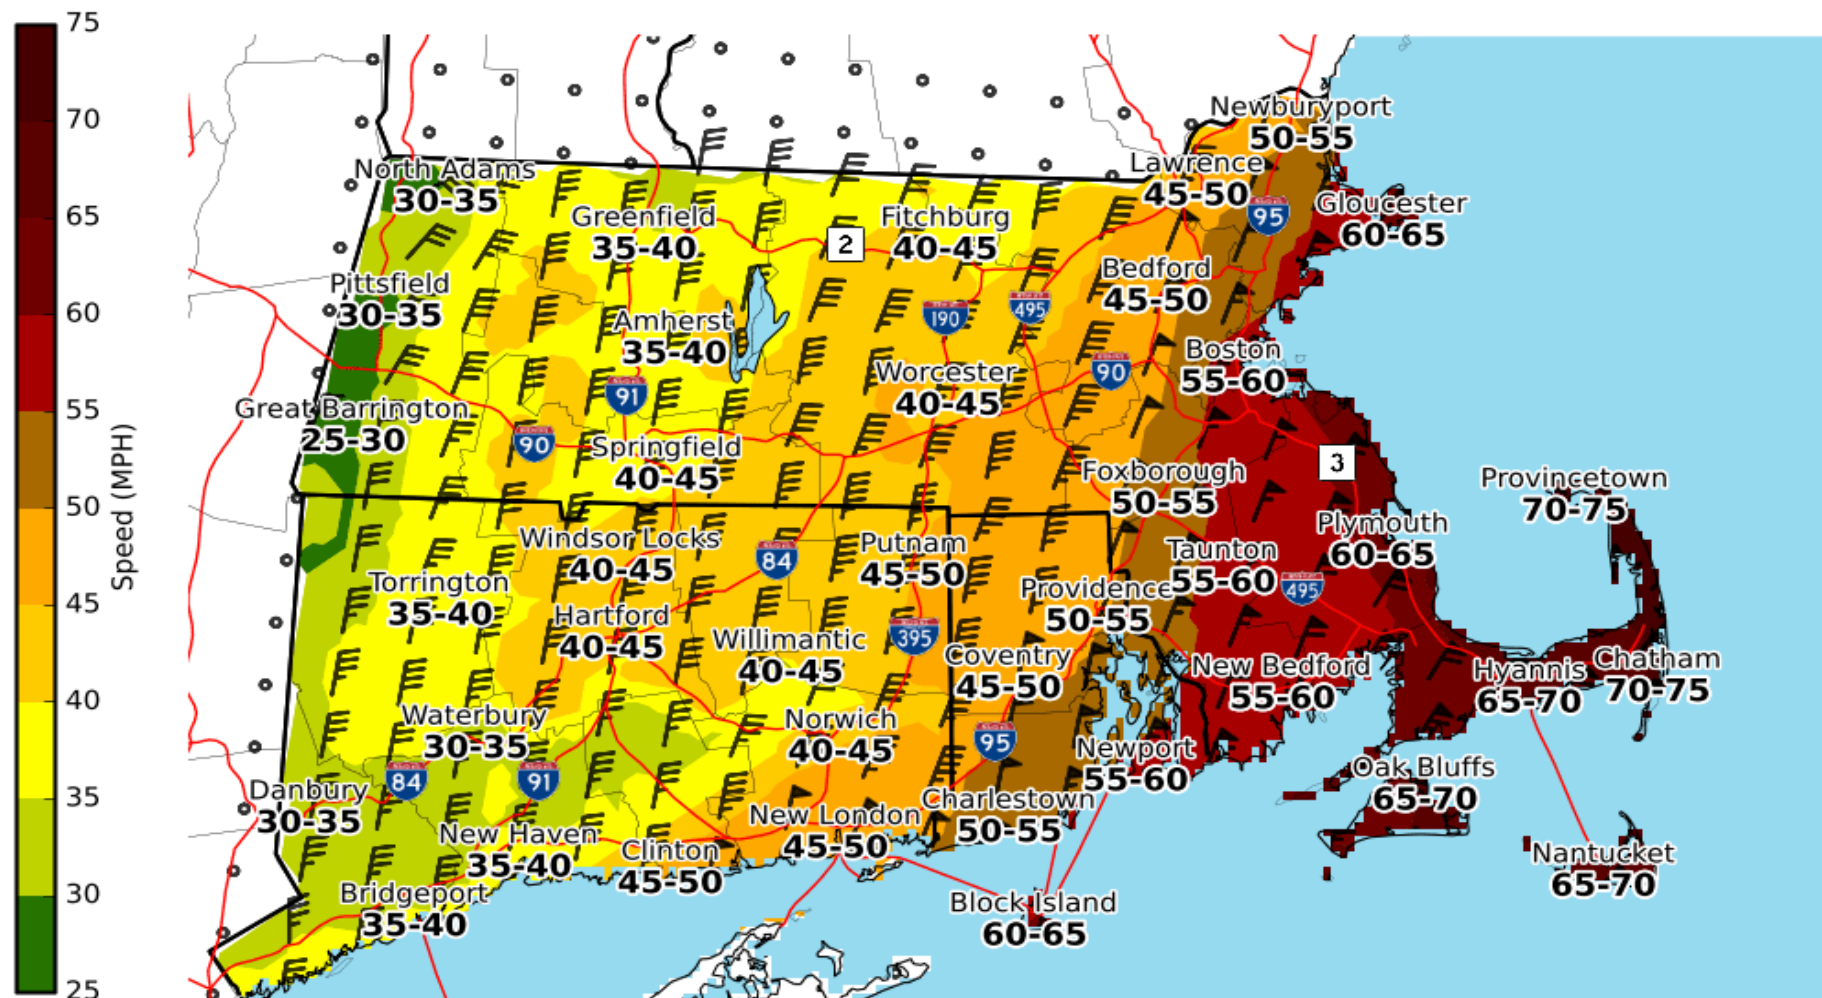 75
70
65
60
55
50
45
40
35
30
25
Speed (MPH)
Newburyport
50-55
North Adams
30-35
Lawrence
45-50
Greenfield
35-40
2
Fitchburg
40-45
95
Gloucester
60-65
Pittsfield
30-35
Bedford
45-50
190
495
Amherst
35-40
Boston
55-60
91
Worcester
40-45
90
Great Barrington
25-30
90
Springfield
40-45
Foxborough
50-55
3
Provincetown
70-75
Windsor Locks
40-45
84
Putnam
45-50
Taunton
55-60
Plymouth
60-65
495
Torrington
35-40
Hartford
40-45
Willimantic
40-45
395
Providence
50-55
Coventry
45-50
New Bedford
55-60
Hyannis
65-70
Chatham
70-75
Waterbury
30-35
Norwich
40-45
95
Newport
55-60
84
91
Danbury
30-35
Oak Bluffs
65-70
New Haven
35-40
Clinton
45-50
New London
45-50
Charlestown
50-55
Nantucket
65-70
Bridgeport
35-40
Block Island
60-65